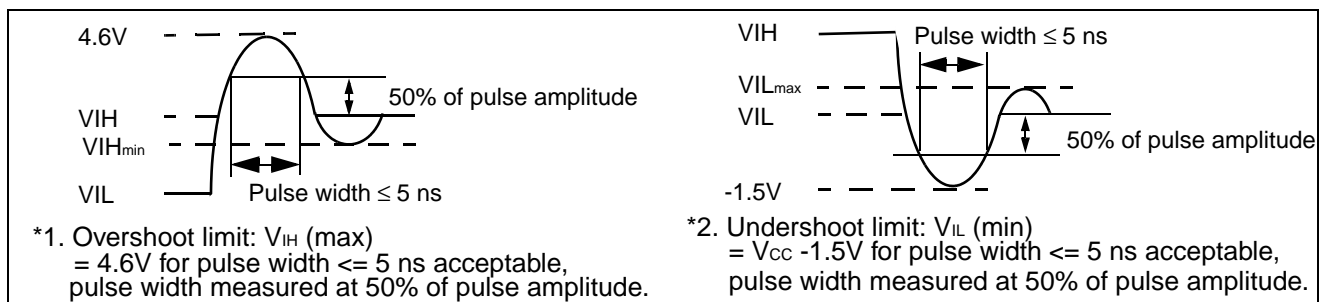 4.6V
VIH
VIHmin
VIL
50% of pulse amplitude
Pulse width ≤ 5 ns
*1. Overshoot limit: VIH (max)
= 4.6V for pulse width <= 5 ns acceptable,
pulse width measured at 50% of pulse amplitude.
VIH
Pulse width ≤ 5 ns
VILmax
VIL
50% of pulse amplitude
-1.5V
*2. Undershoot limit: VIL (min)
= VCC -1.5V for pulse width <= 5 ns acceptable,
pulse width measured at 50% of pulse amplitude.